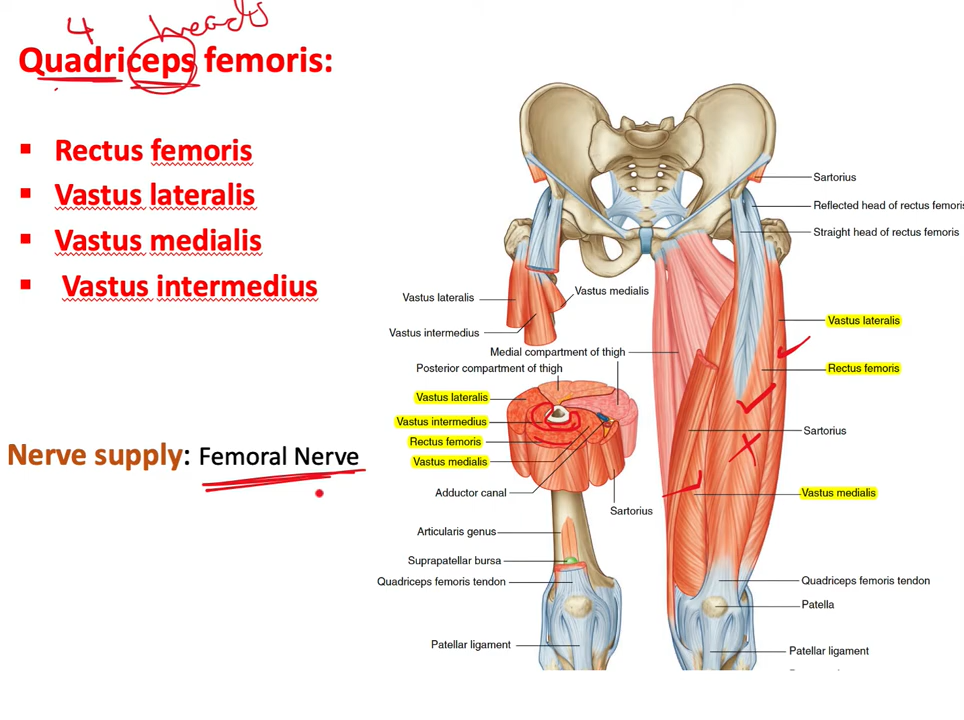 4 heads
Quadriceps femoris:
▪ Rectus femoris
▪ Vastus lateralis
▪ Vastus medialis
▪ Vastus intermedius
Nerve supply: Femoral Nerve
Sartorius
Reflected head of rectus femoris
Straight head of rectus femoris
Vastus lateralis
Vastus medialis
Vastus intermedius
Vastus lateralis
Medial compartment of thigh
Posterior compartment of thigh
Rectus femoris
Vastus lateralis
Vastus intermedius
Rectus femoris
Vastus medialis
Sartorius
Adductor canal
Sartorius
Vastus medialis
Articularis genus
Suprapatellar bursa
Quadriceps femoris tendon
Quadriceps femoris tendon
Patella
Patellar ligament
Patellar ligament